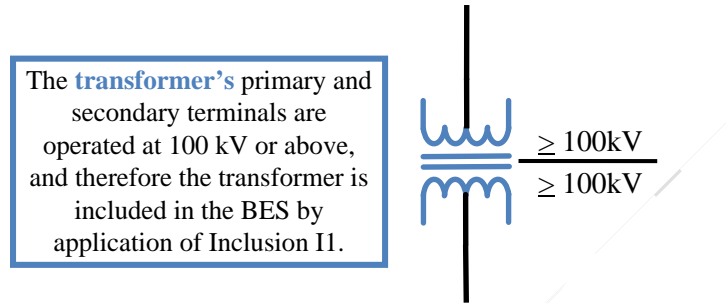 The transformer's primary and
secondary terminals are
operated at 100 kV or above,
and therefore the transformer is
included in the BES by
application of Inclusion I1.
≥ 100kV
≥ 100kV